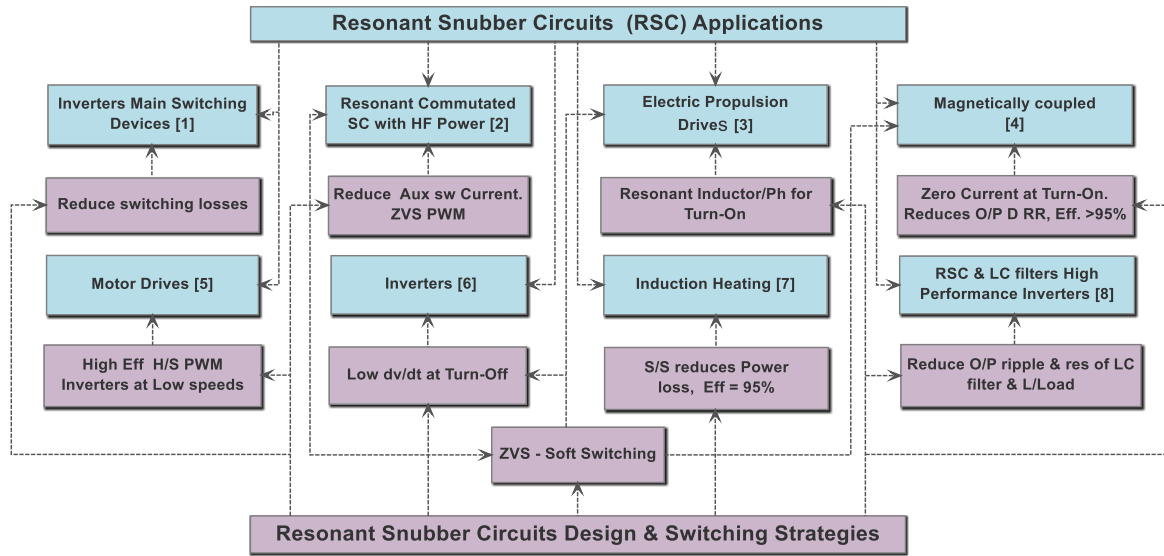 Resonant Snubber Circuits (RSC) Applications
Inverters Main Switching
Devices [1]
Resonant Commutated
SC with HF Power [2]
Electric Propulsion
Drives [3]
Magnetically coupled
[4]
Reduce switching losses
Reduce Aux sw Current.
ZVS PWM
Resonant Inductor/Ph for
Turn-On
Zero Current at Turn-On.
Reduces O/P D RR, Eff. >95%
Motor Drives [5]
Inverters [6]
Induction Heating [7]
RSC & LC filters High
Performance Inverters [8]
High Eff H/S PWM
Inverters at Low speeds
Low dv/dt at Turn-Off
S/S reduces Power
loss, Eff = 95%
Reduce O/P ripple & res of LC
filter & L/Load
ZVS - Soft Switching
Resonant Snubber Circuits Design & Switching Strategies